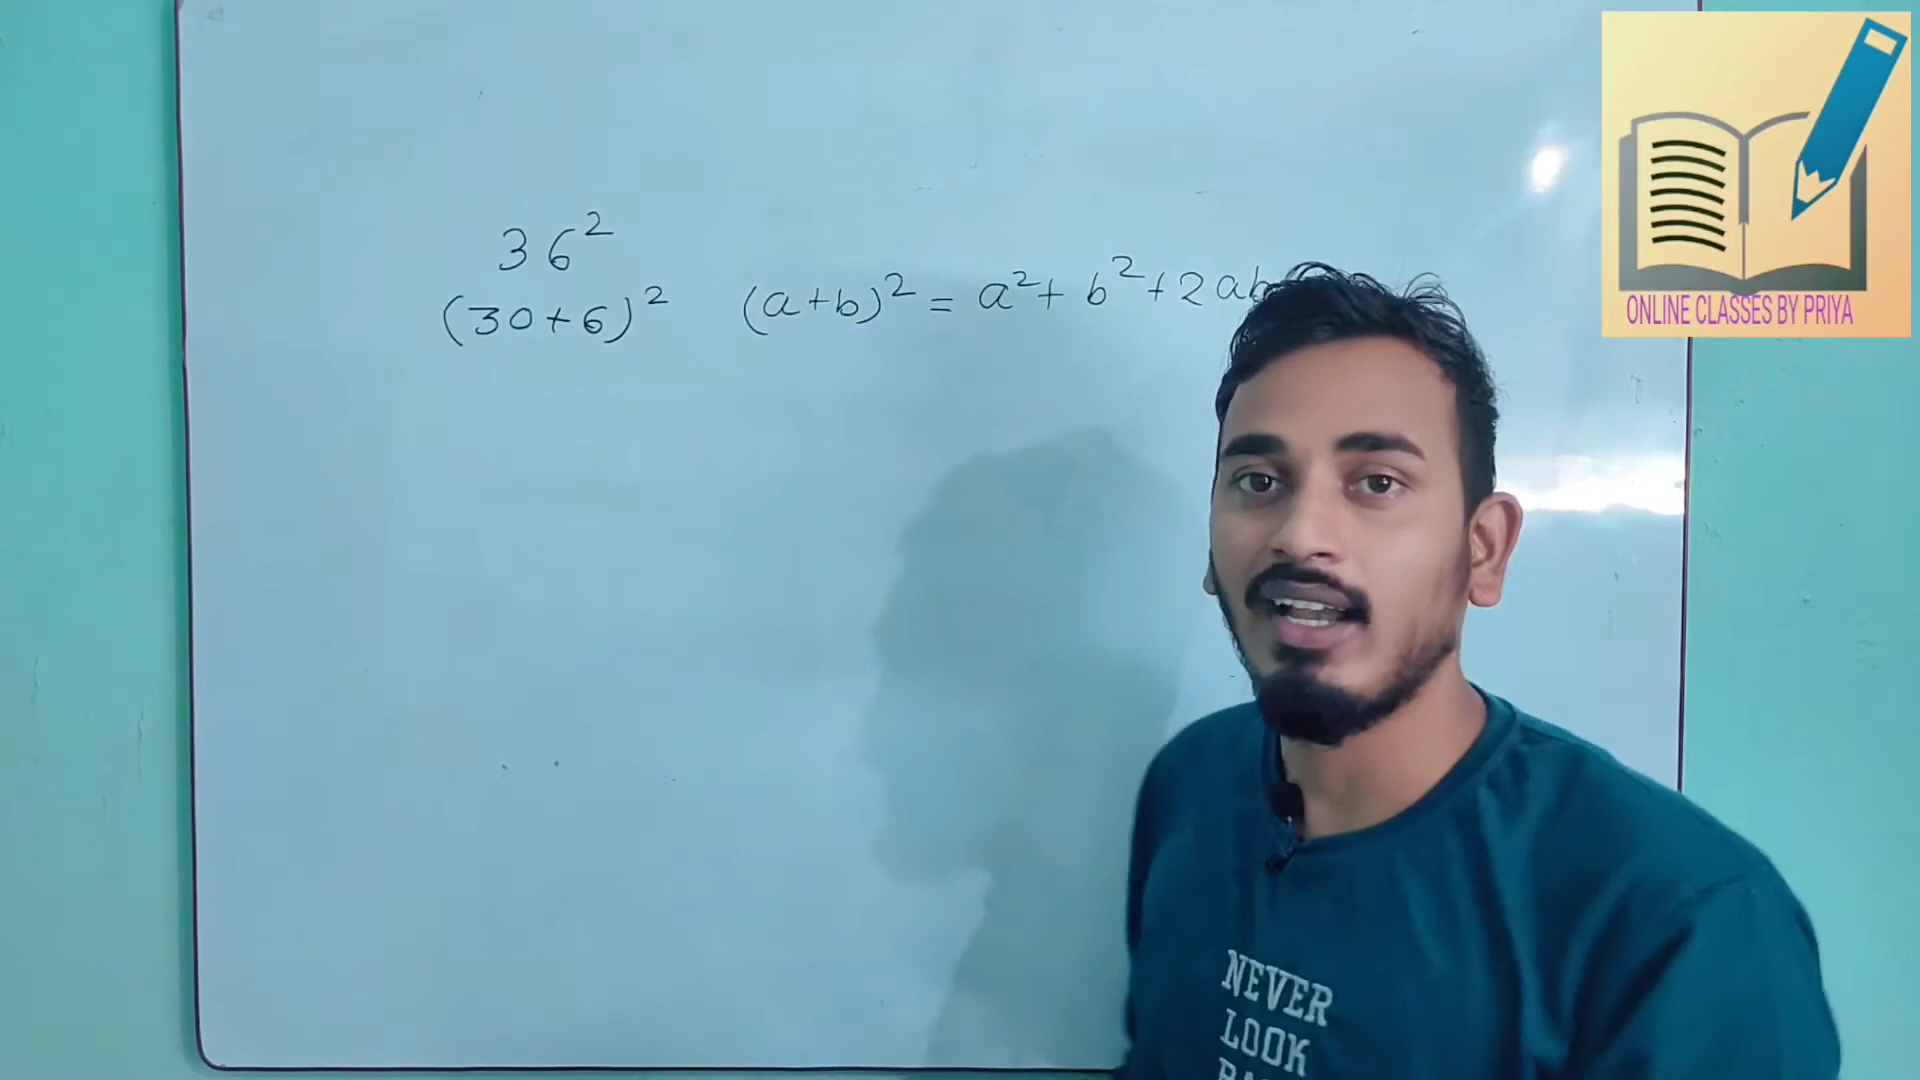 36²
(30+6)² (a+b)² = a²+ b²+2ab
ONLINE CLASSES BY PRIYA
NEVER
LOOK